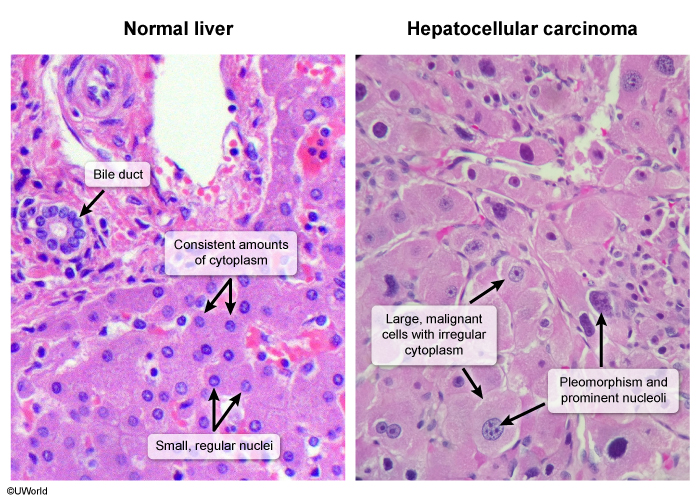 Normal liver
Hepatocellular carcinoma
Bile duct
Consistent amounts
of cytoplasm
Small, regular nuclei
Large, malignant
cells with irregular
cytoplasm
Pleomorphism and
prominent nucleoli
©UWorld